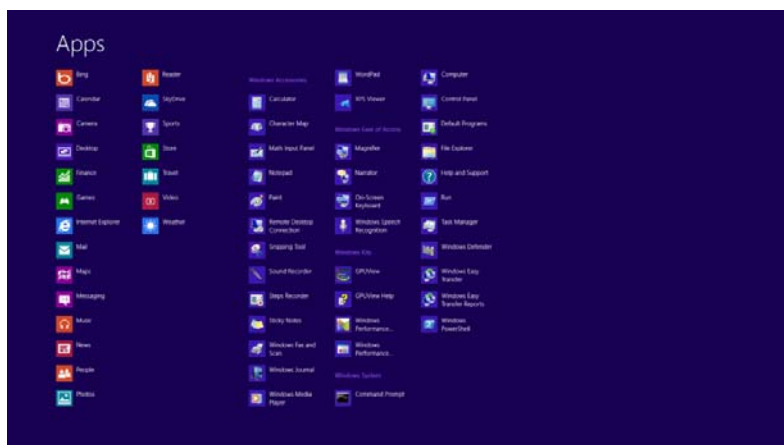 Apps
Bing
Calendar
Camera
Desktop
Finance
Games
Internet Explorer
Mail
Maps
Messaging
Music
News
People
Photos
Reader
SkyDrive
Sports
Store
Travel
Video
Weather
Windows Accessories
Calculator
Character Map
Math Input Panel
Notepad
Paint
Remote Desktop
Connection
Snipping Tool
Sound Recorder
Steps Recorder
Sticky Notes
Windows Fax and
Scan
Windows Journal
Windows Media
Player
WordPad
XPS Viewer
Windows Ease of Access
Magnifier
Narrator
On-Screen
Keyboard
Windows Speech
Recognition
Windows Kits
GPUView
GPUView Help
Windows
Performance...
Windows
Performance...
Windows System
Command Prompt
Computer
Control Panel
Default Programs
File Explorer
Help and Support
Run
Task Manager
Windows Defender
Windows Easy
Transfer
Windows Easy
Transfer Reports
Windows
PowerShell